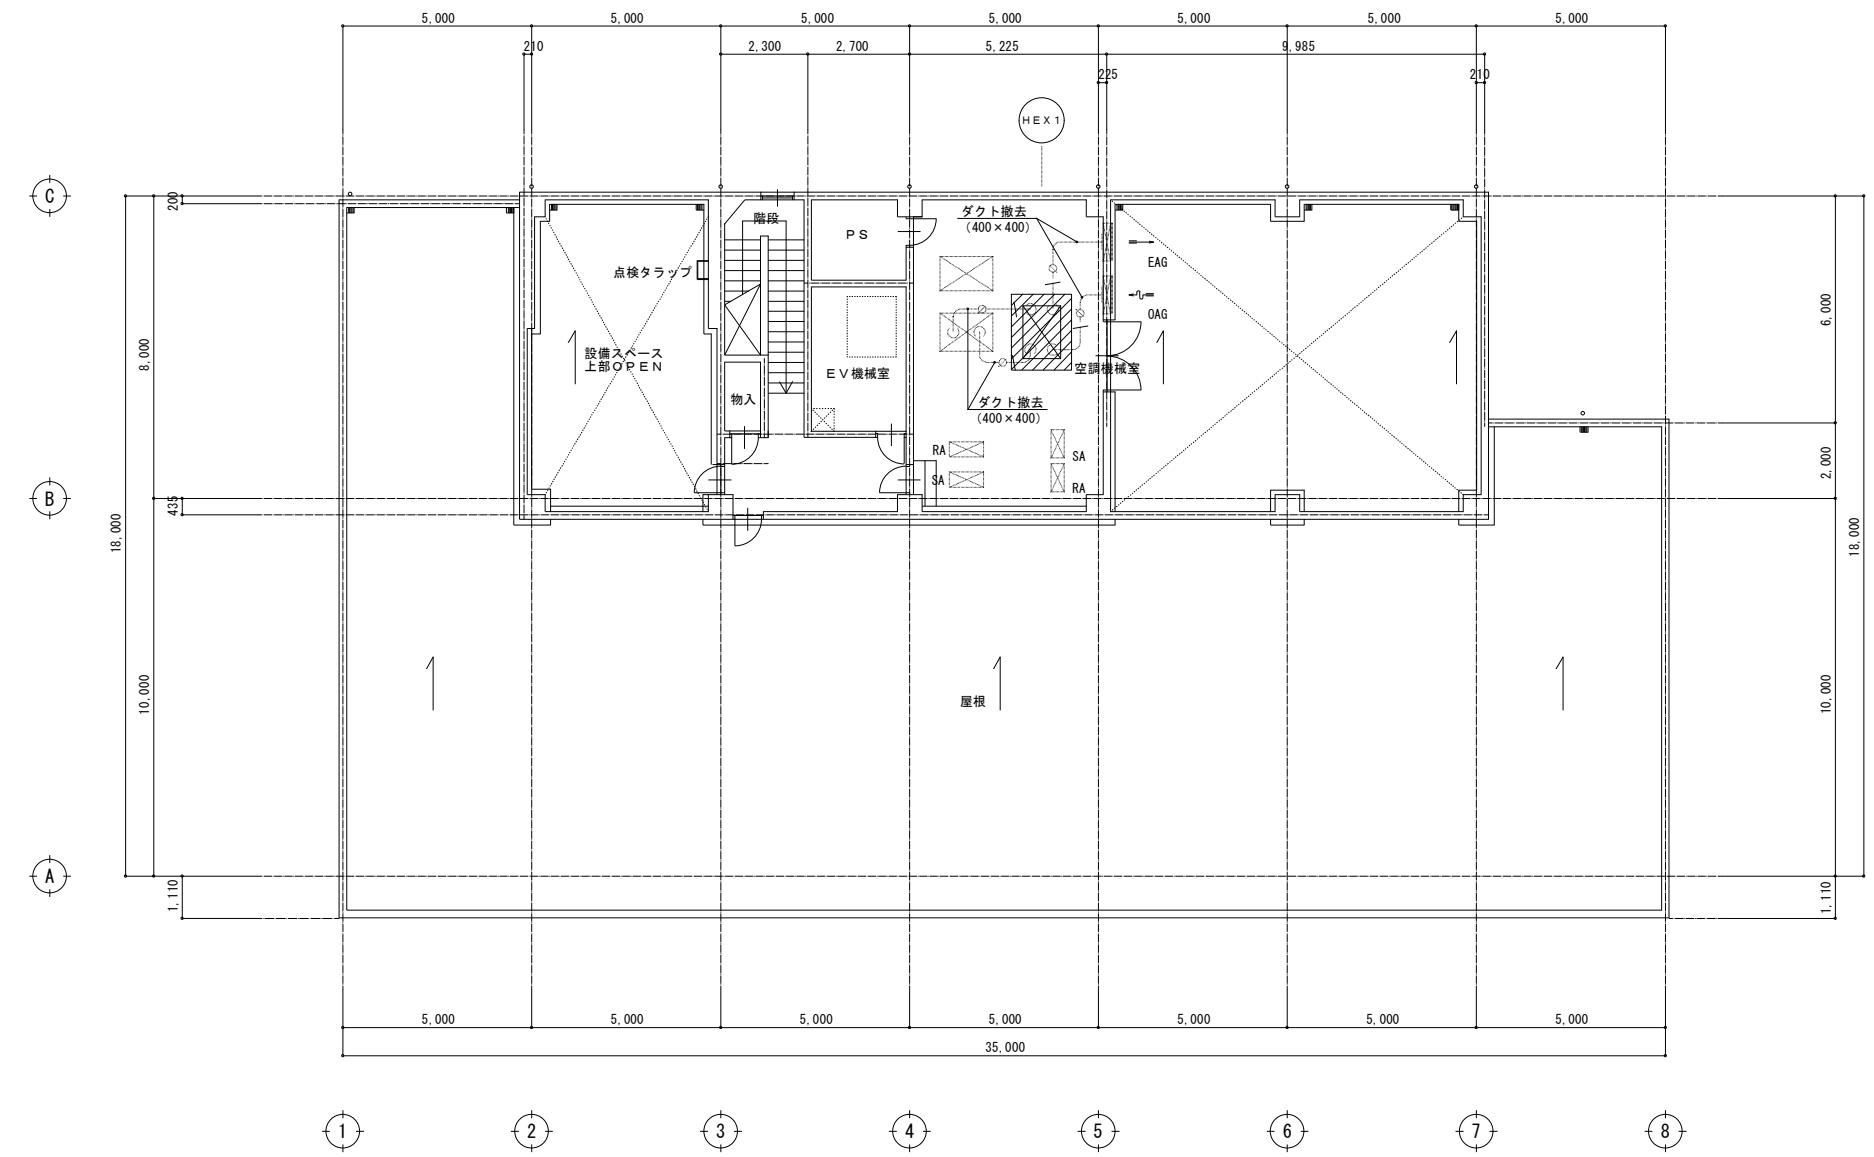 5,000 5,000 5,000 5,000 5,000 5,000 5,000
210 2,300 2,700 5,225 9,985
225 210
HEX1
C
200
階段
ダクト撤去
(400×400)
PS
点検タラップ
EAG
OAG
6,000
8,000
設備スペース
上部OPEN
EV機械室
空調機械室
物入
ダクト撤去
(400×400)
RA SA
SA RA
2,000
B
435
18,000
18,000
10,000
屋根
10,000
A
1,110
1,110
5,000 5,000 5,000 5,000 5,000 5,000 5,000
35,000
1 2 3 4 5 6 7 8